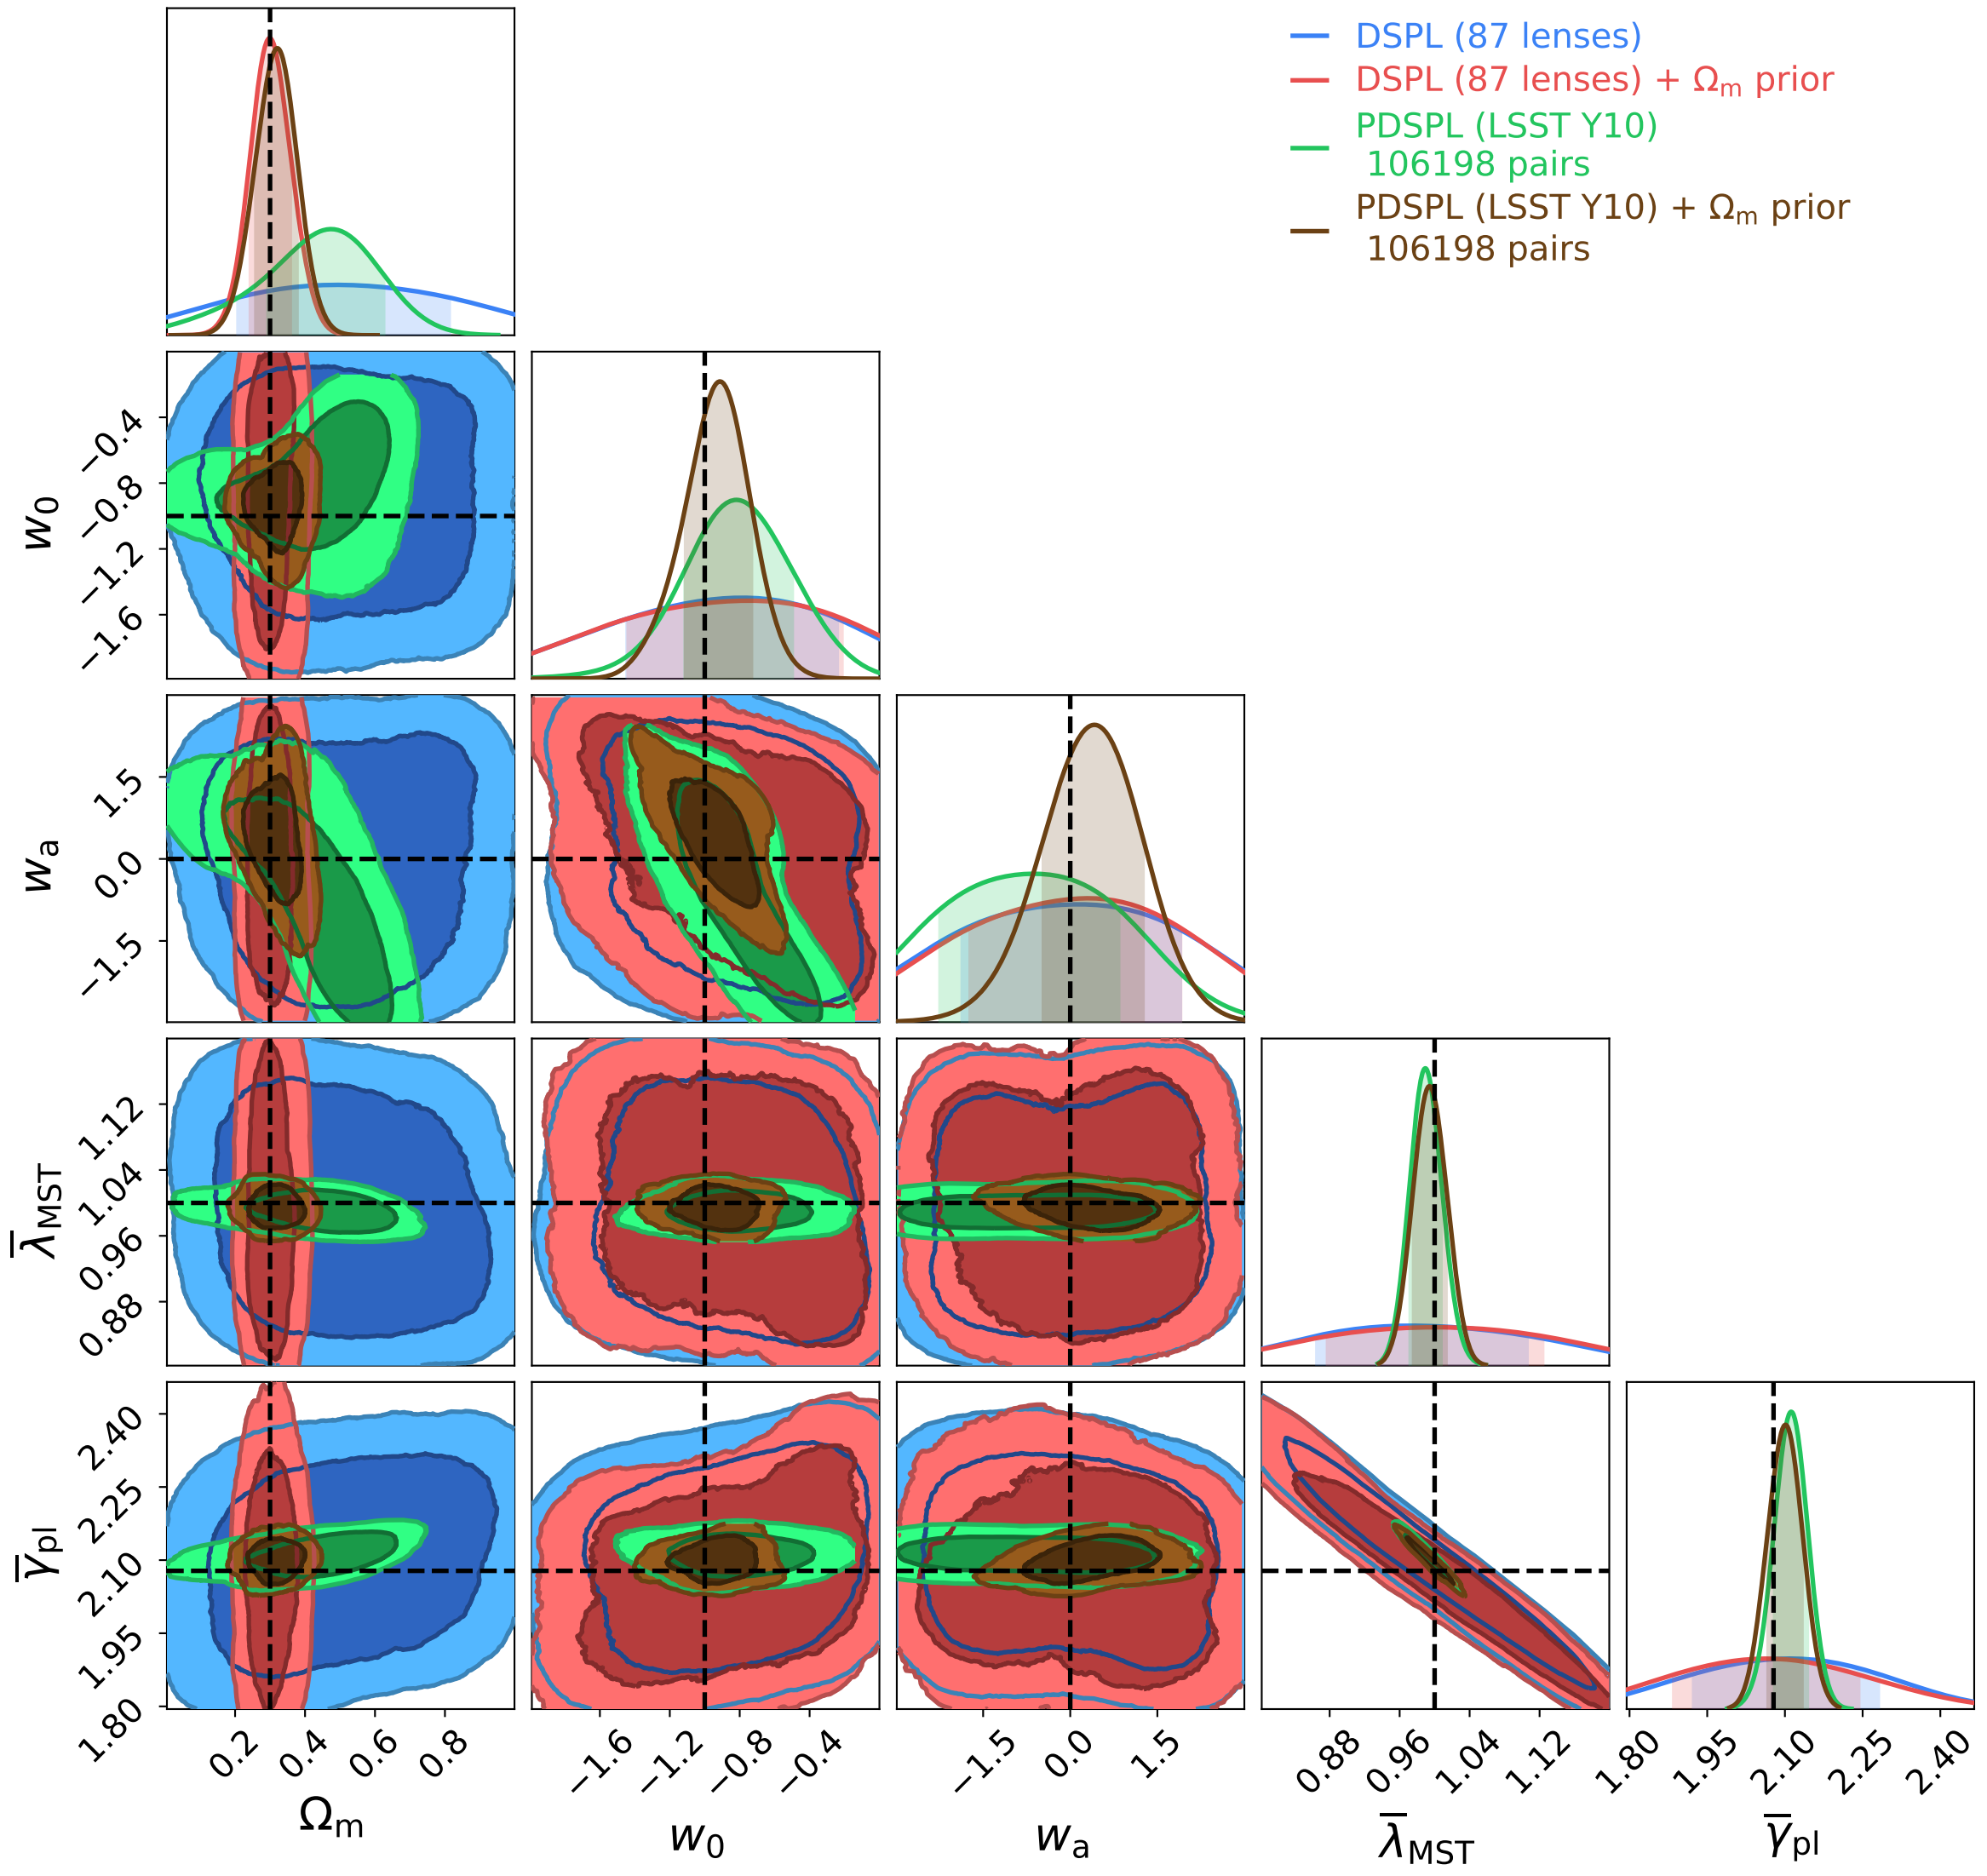 DSPL (87 lenses)
DSPL (87 lenses) + Ωm prior
PDSPL (LSST Y10)
106198 pairs
PDSPL (LSST Y10) + Ωm prior
106198 pairs
−0.4
−0.8
−1.2
−1.6
w0
1.5
0.0
−1.5
wa
1.12
1.04
0.96
0.88
λ̅MST
2.40
2.25
2.10
1.95
1.80
γ̅pl
0.2 0.4 0.6 0.8
−1.6 −1.2 −0.8 −0.4
−1.5 0.0 1.5
0.88 0.96 1.04 1.12
1.80 1.95 2.10 2.25 2.40
Ωm w0 wa λ̅MST γ̅pl